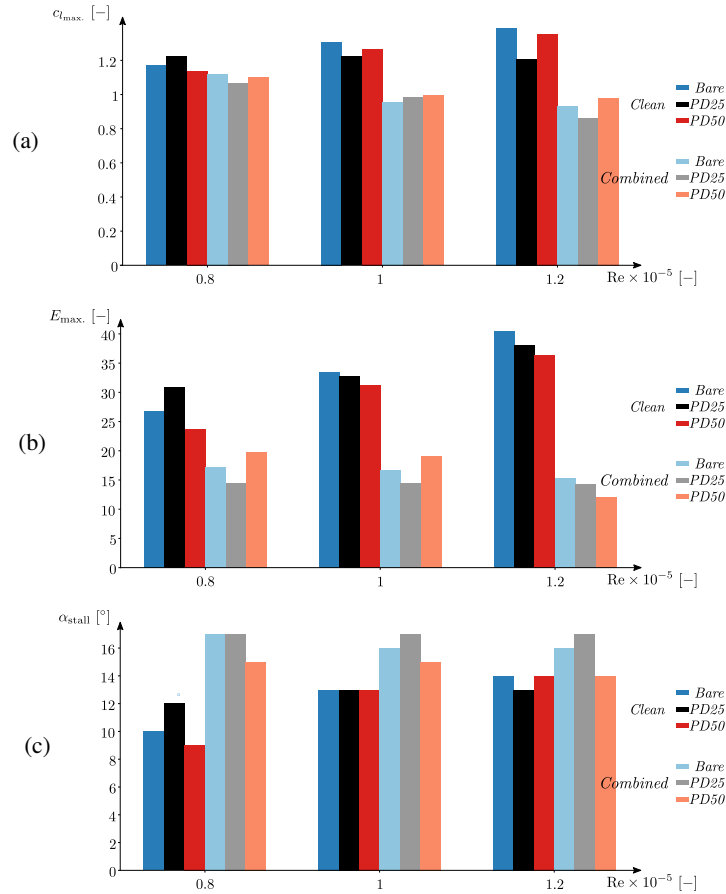 c_{l_{max.}} [−]
1.2
1
0.8
0.6
0.4
0.2
0
0.8
1
1.2
Re × 10^{−5} [−]
Clean
Bare
PD25
PD50
Combined
Bare
PD25
PD50
(a)
E_{max.} [−]
40
35
30
25
20
15
10
5
0
0.8
1
1.2
Re × 10^{−5} [−]
Clean
Bare
PD25
PD50
Combined
Bare
PD25
PD50
(b)
α_{stall} [°]
16
14
12
10
8
6
4
2
0
0.8
1
1.2
Re × 10^{−5} [−]
Clean
Bare
PD25
PD50
Combined
Bare
PD25
PD50
(c)